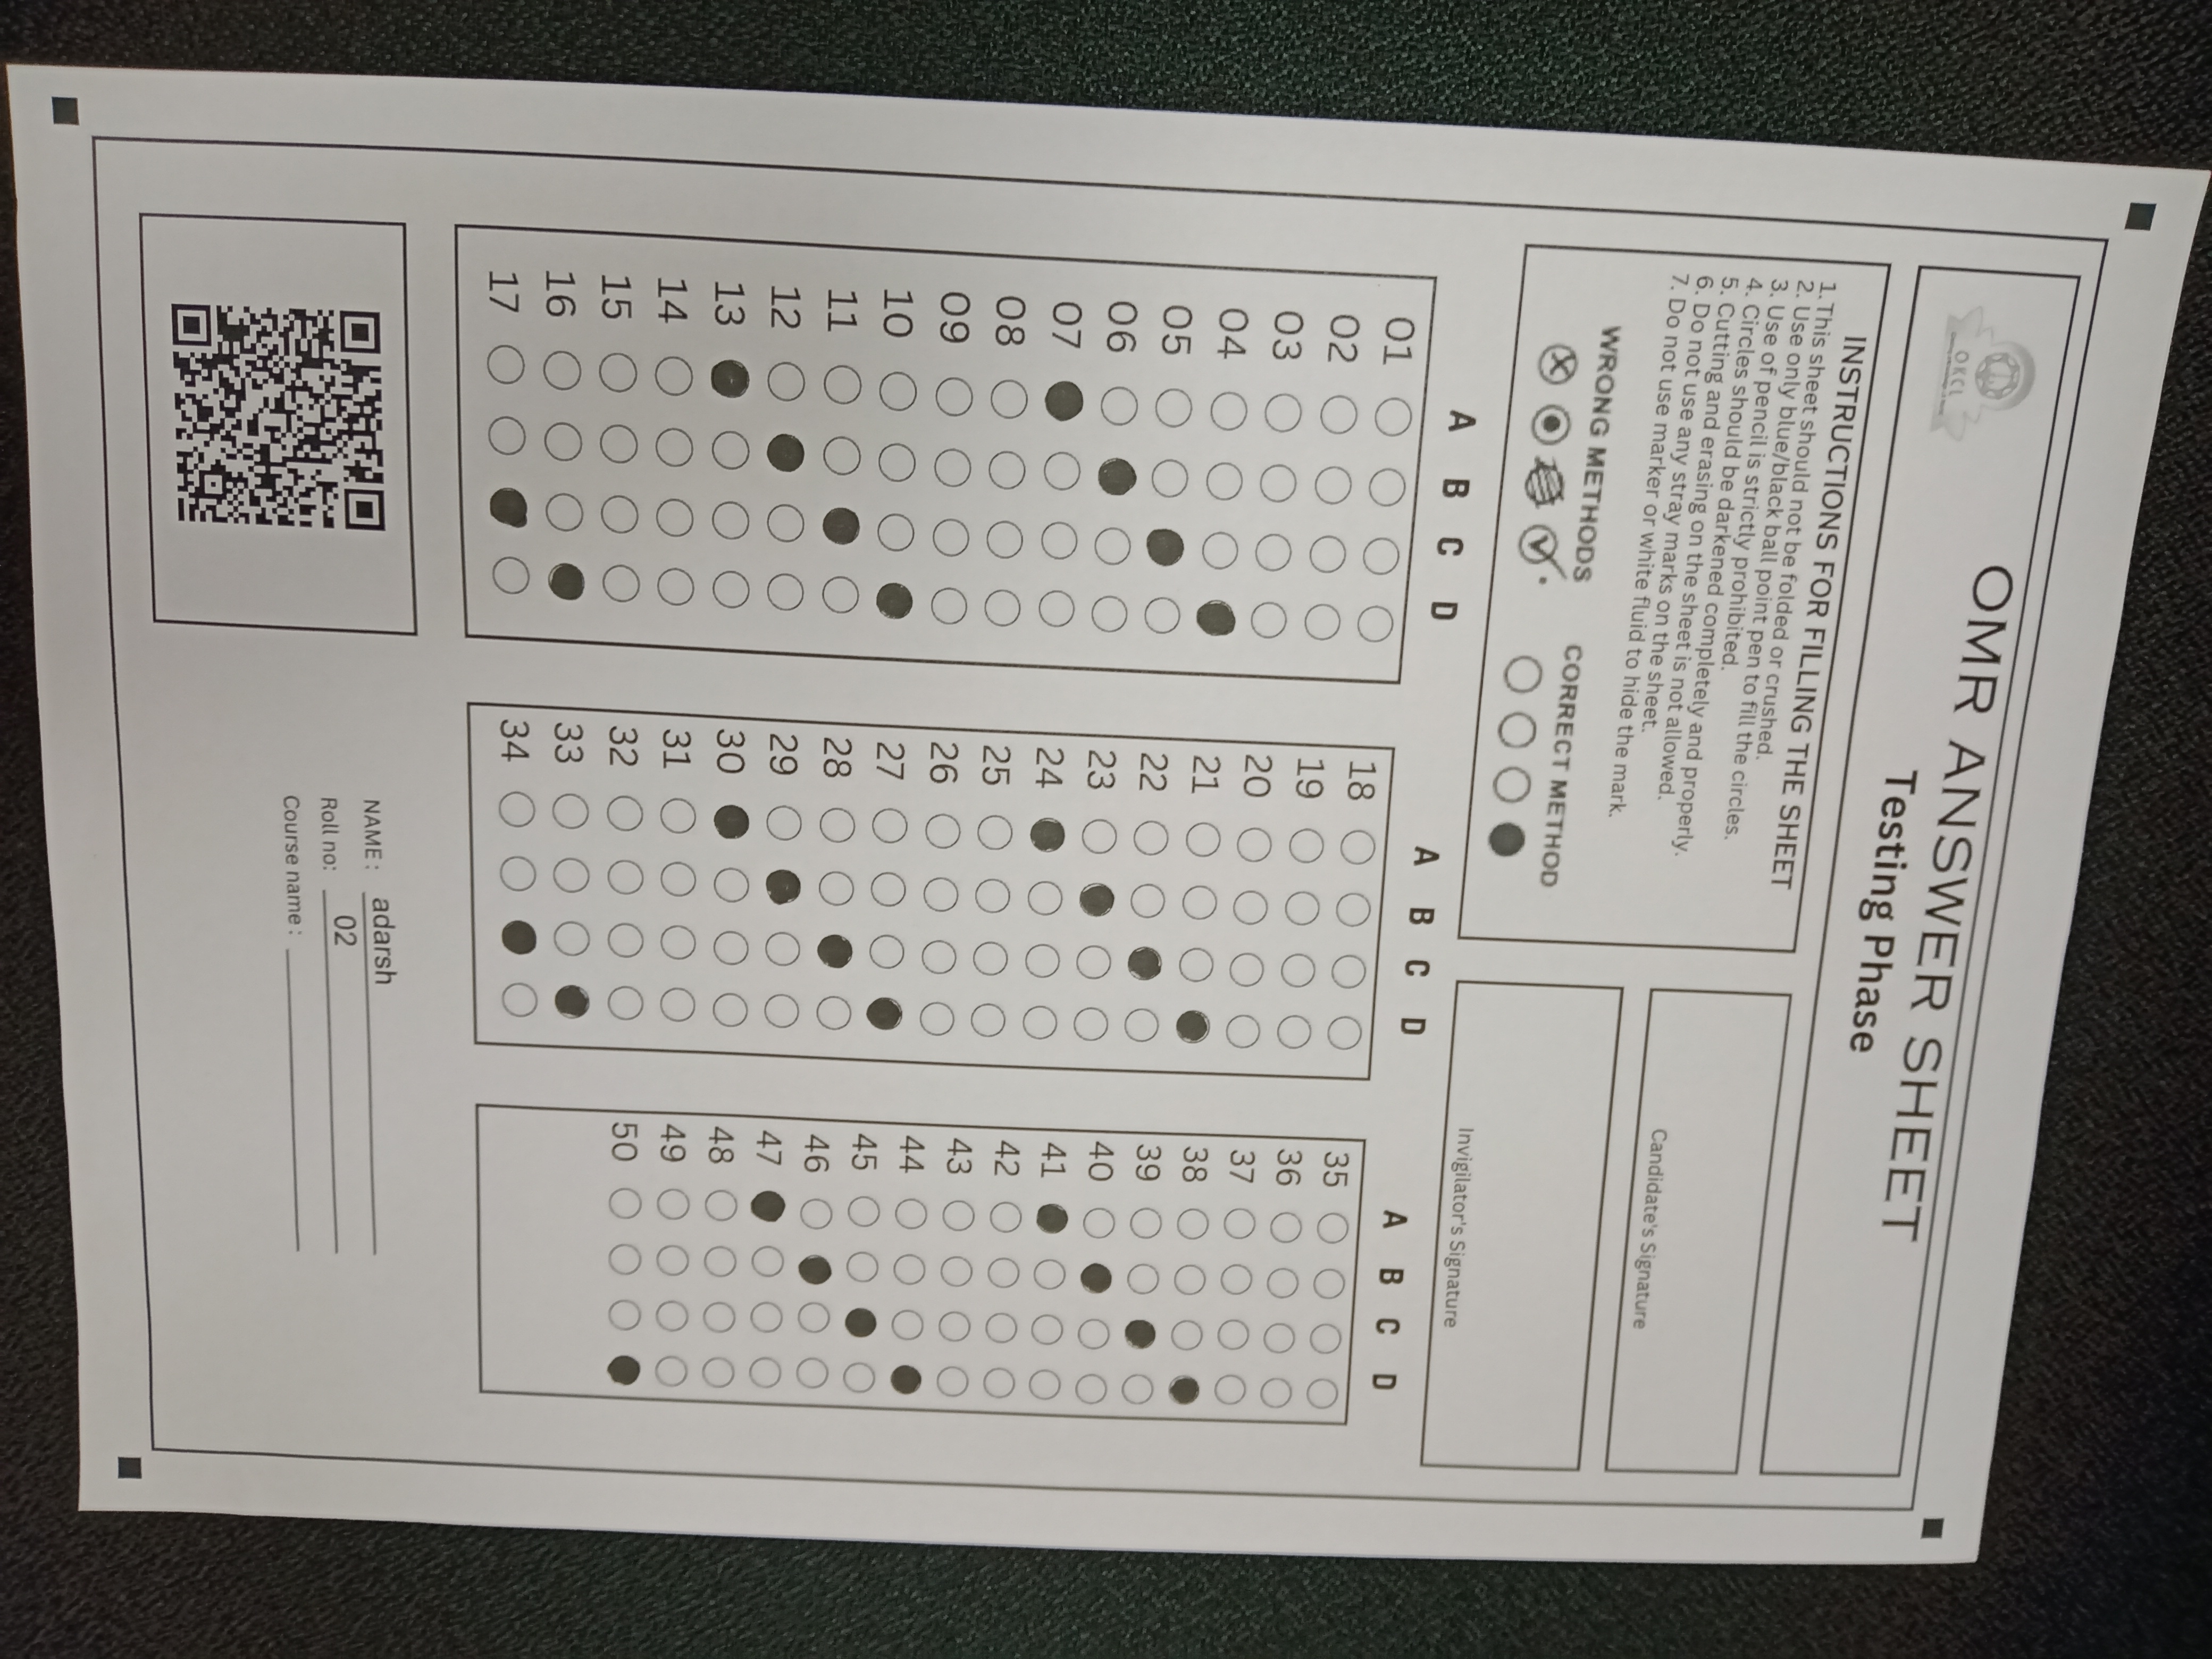 OKCL
OMR ANSWER SHEET
Testing Phase
INSTRUCTIONS FOR FILLING THE SHEET
1. This sheet should not be folded or crushed.
2. Use only blue/black ball point pen to fill the circles.
3. Use of pencil is strictly prohibited.
4. Circles should be darkened completely and properly.
5. Cutting and erasing on the sheet is not allowed.
6. Do not use any stray marks on the sheet.
7. Do not use marker or white fluid to hide the mark.
WRONG METHODS
CORRECT METHOD
Candidate's Signature
Invigilator's Signature
A B C D
01
02
03
04
05
06
07
08
09
10
11
12
13
14
15
16
17
A B C D
18
19
20
21
22
23
24
25
26
27
28
29
30
31
32
33
34
A B C D
35
36
37
38
39
40
41
42
43
44
45
46
47
48
49
50
NAME : adarsh
Roll no: 02
Course name :